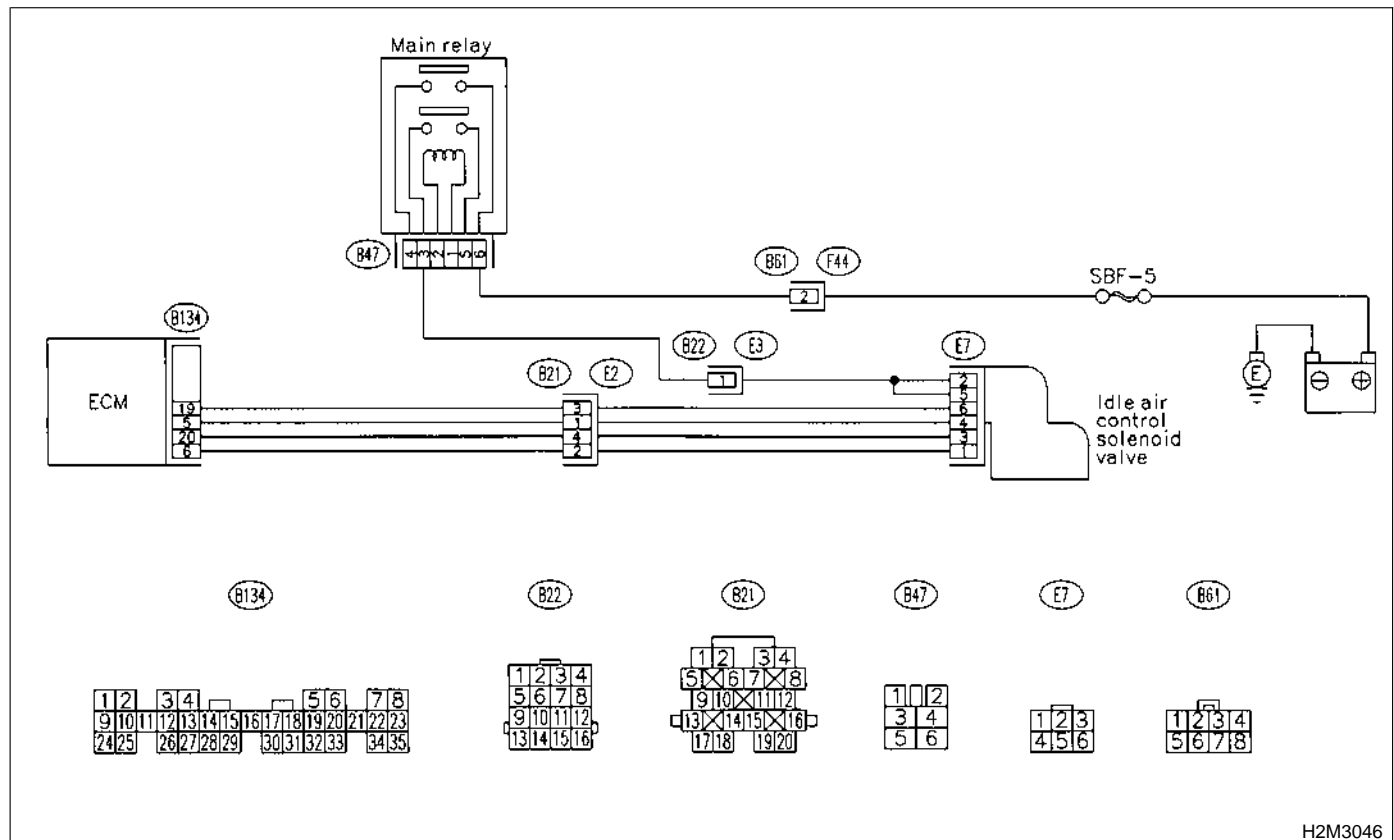 Main relay
B47
4 3 2 1 5 6
B61 F44
2
SBF-5
B134
B22 E3
1
E7
B21 E2
E
⊖ ⊕
ECM
19 3 2
5 1 5
20 4 6
6 2 4
3
1
Idle air
control
solenoid
valve
B134
B22
B21
B47
E7
B61
1 2 3 4 5 6 7 8
9 10 11 12 13 14 15 16 17 18 19 20 21 22 23
24 25 26 27 28 29 30 31 32 33 34 35
1 2 3 4
5 6 7 8
9 10 11 12
13 14 15 16
1 2 3 4
5 6 7 8
9 10 11 12
13 14 15 16
17 18 19 20
1 2
3 4
5 6
1 2 3
4 5 6
1 2 3 4
5 6 7 8
H2M3046